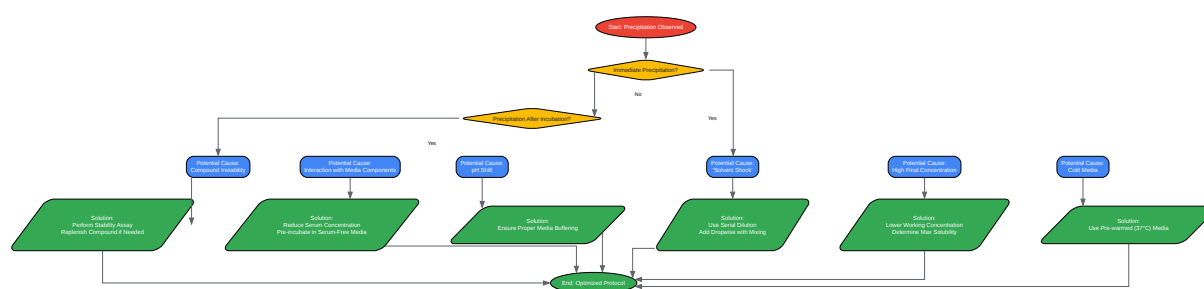 Start: Precipitation Observed
Immediate Precipitation?
No
Precipitation After Incubation?
Yes
Yes
Potential Cause:
Compound Instability
Potential Cause:
Interaction with Media Components
Potential Cause:
pH Shift
Potential Cause:
'Solvent Shock'
Potential Cause:
High Final Concentration
Potential Cause:
Cold Media
Solution:
Perform Stability Assay
Replenish Compound if Needed
Solution:
Reduce Serum Concentration
Pre-incubate in Serum-Free Media
Solution:
Ensure Proper Media Buffering
Solution:
Use Serial Dilution
Add Dropwise with Mixing
Solution:
Lower Working Concentration
Determine Max Solubility
Solution:
Use Pre-warmed (37°C) Media
End: Optimized Protocol